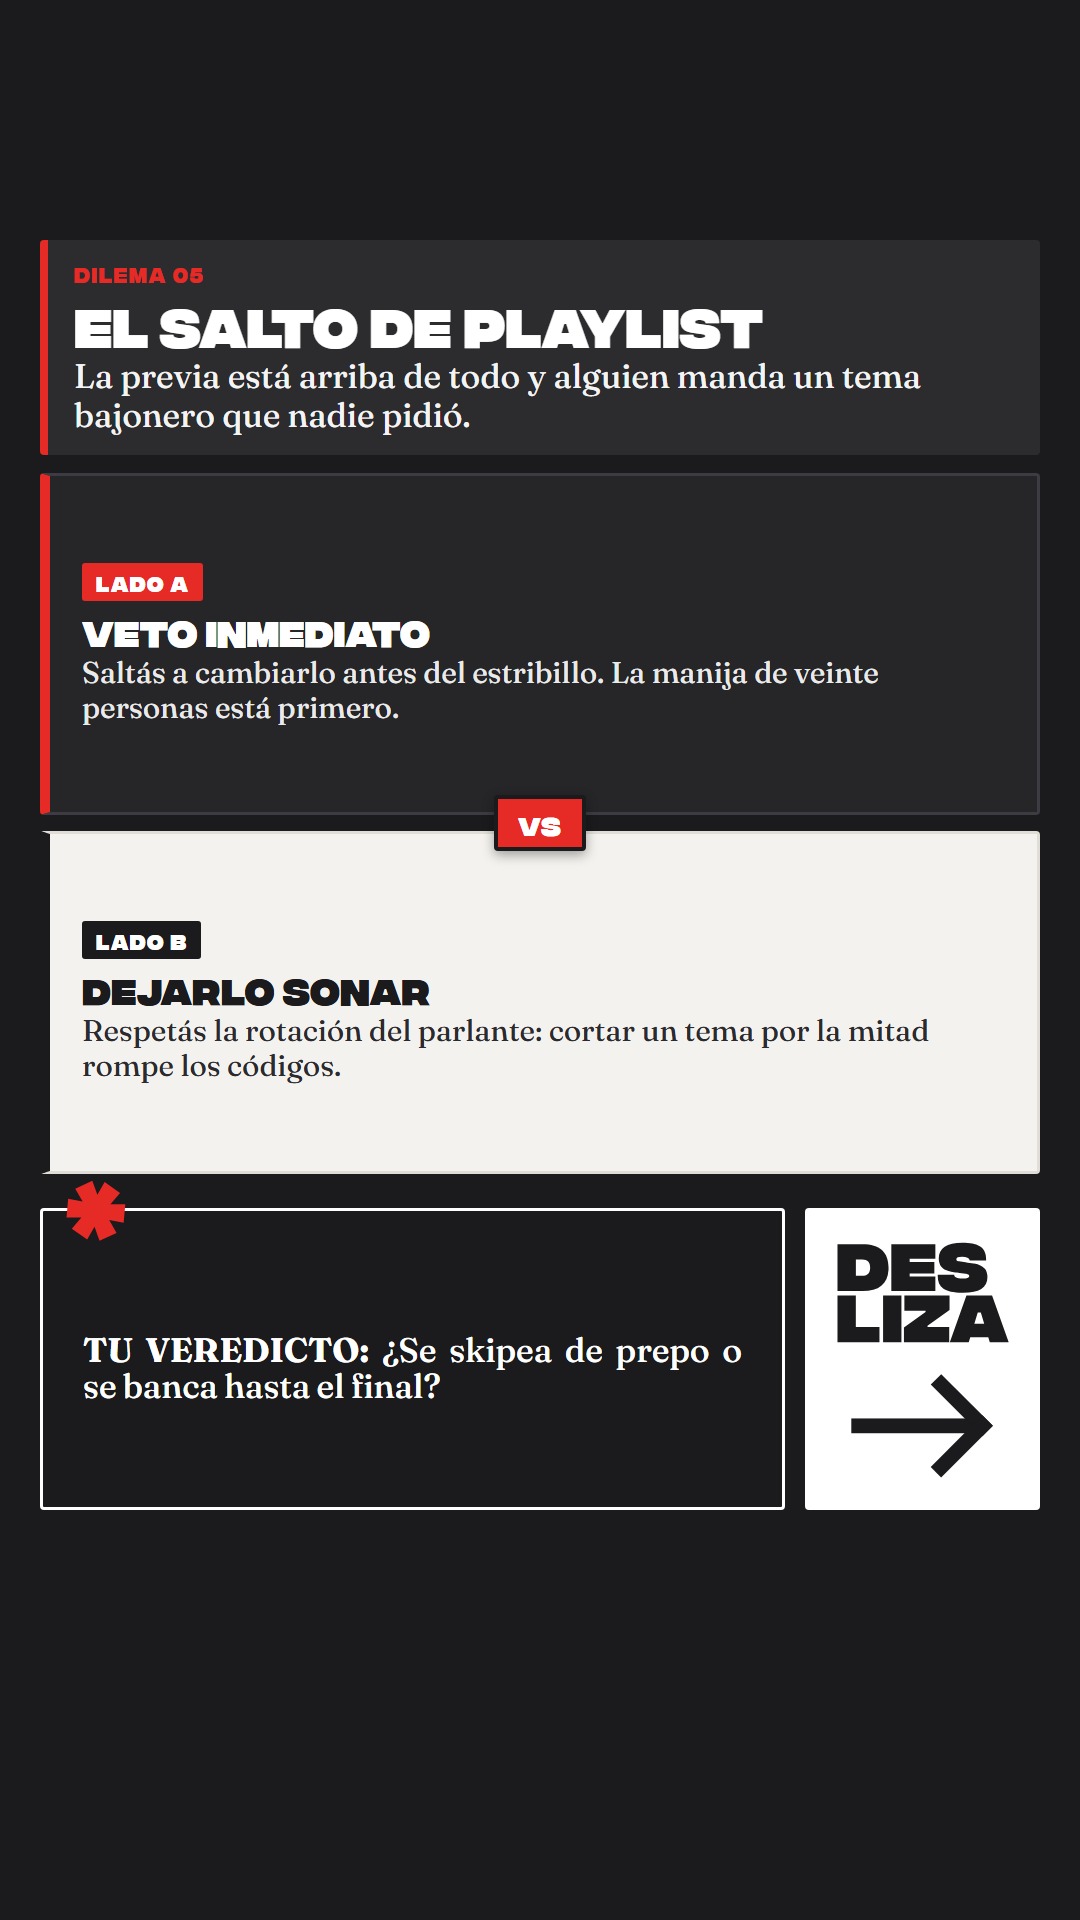 DILEMA 05
EL SALTO DE PLAYLIST
La previa está arriba de todo y alguien manda un tema
bajonero que nadie pidió.
LADO A
VETO INMEDIATO
Saltás a cambiarlo antes del estribillo. La manija de veinte
personas está primero.
VS
LADO B
DEJARLO SONAR
Respetás la rotación del parlante: cortar un tema por la mitad
rompe los códigos.
TU VEREDICTO: ¿Se skipea de prepo o
se banca hasta el final?
DES
LIZA